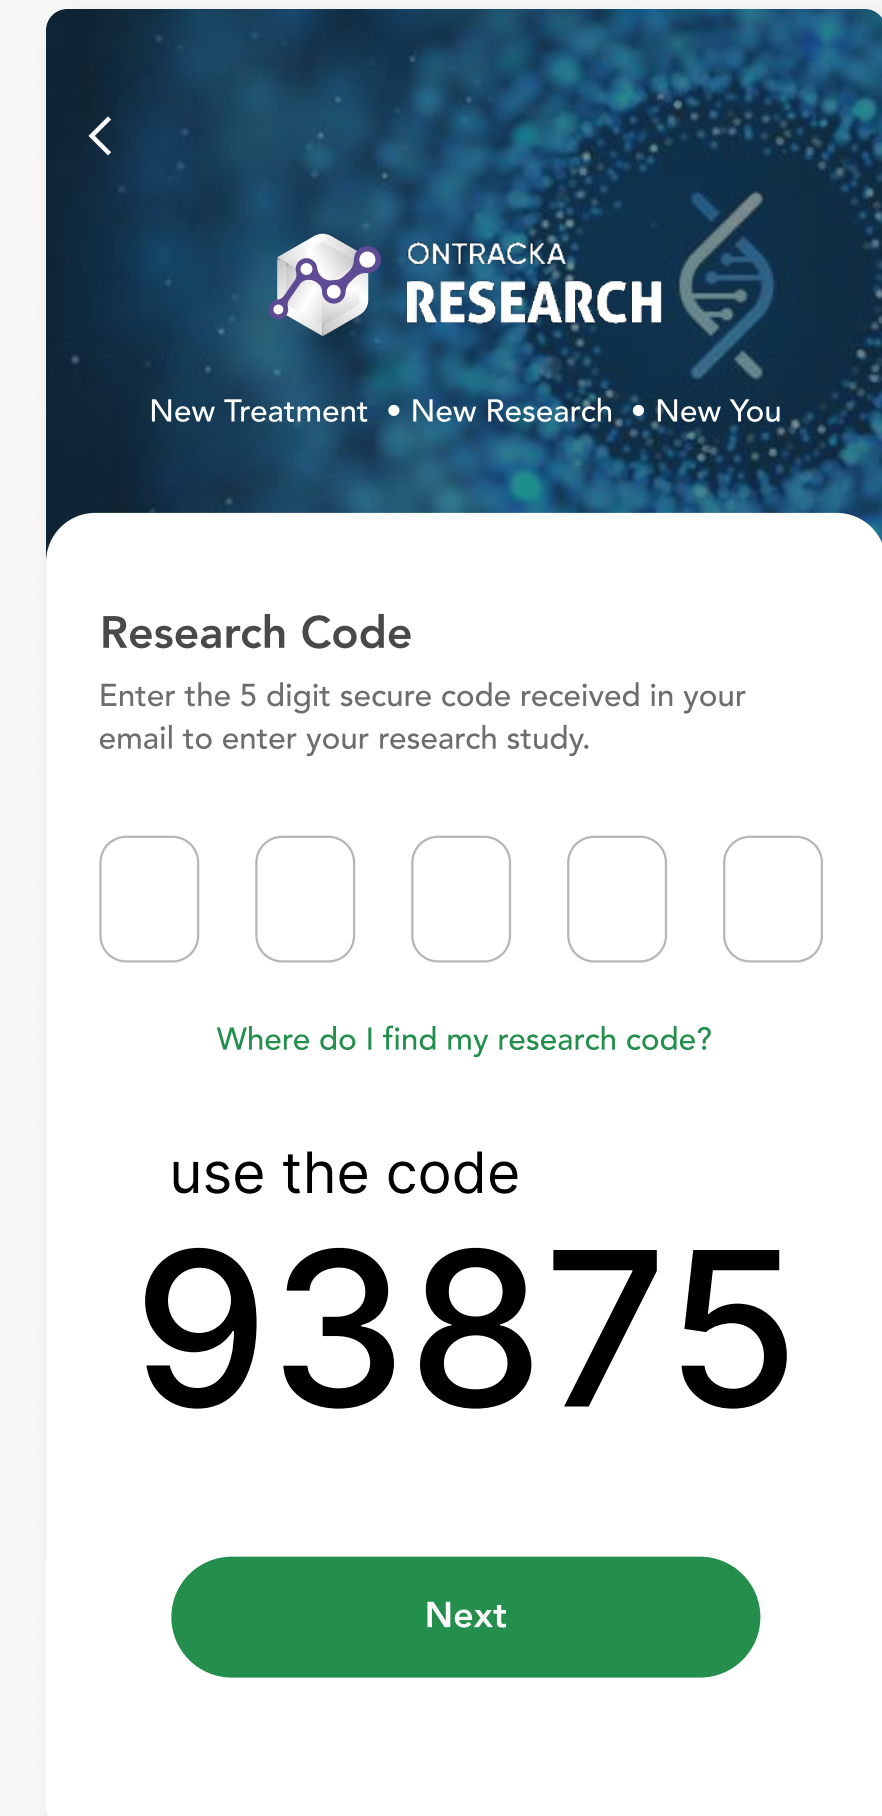 ONTRACKA
RESEARCH
New Treatment • New Research • New You
Research Code
Enter the 5 digit secure code received in your
email to enter your research study.
Where do I find my research code?
use the code
93875
Next